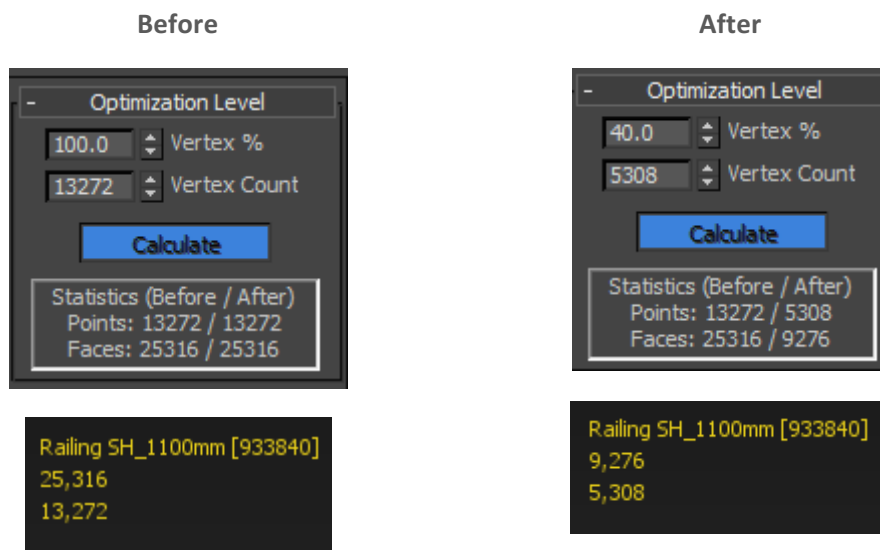 Before
- Optimization Level
100.0 Vertex %
13272 Vertex Count
Calculate
Statistics (Before / After)
Points: 13272 / 13272
Faces: 25316 / 25316
Railing SH_1100mm [933840]
25,316
13,272
After
- Optimization Level
40.0 Vertex %
5308 Vertex Count
Calculate
Statistics (Before / After)
Points: 13272 / 5308
Faces: 25316 / 9276
Railing SH_1100mm [933840]
9,276
5,308